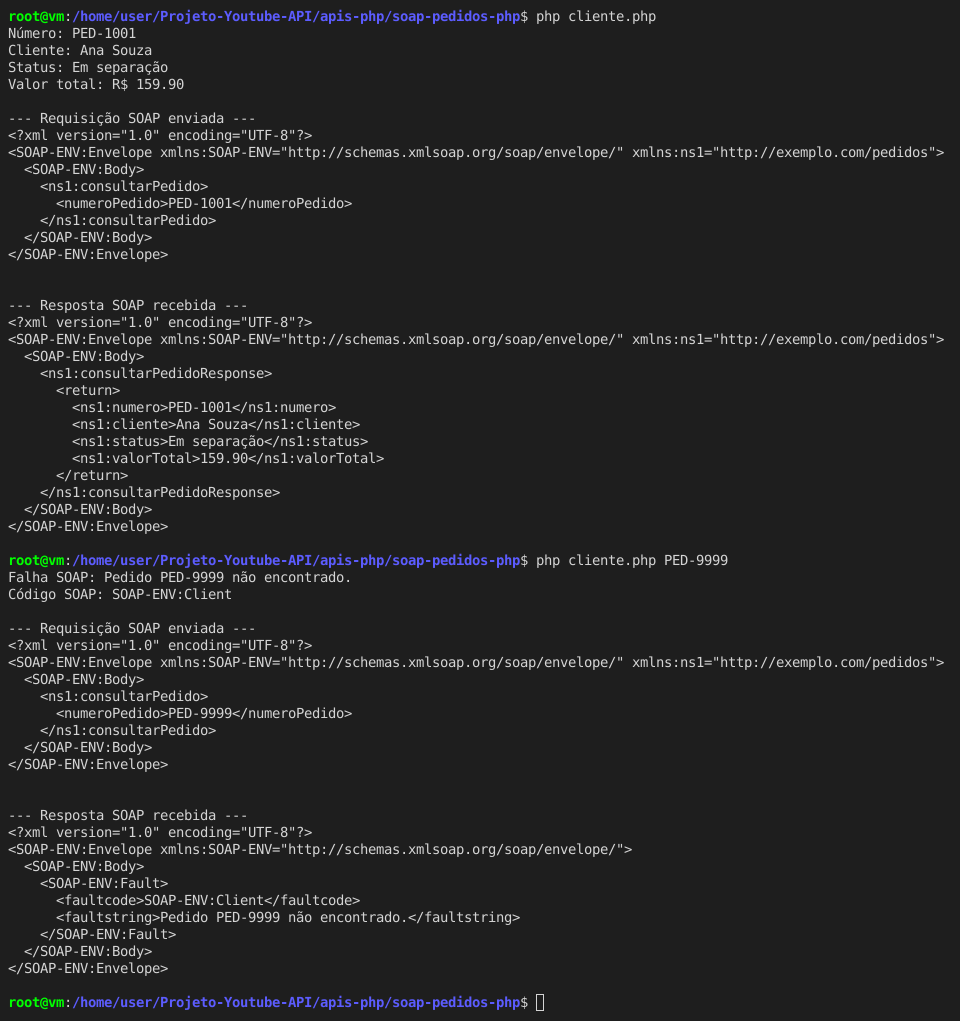 root@vm:/home/user/Projeto-Youtube-API/apis-php/soap-pedidos-php$ php cliente.php
Número: PED-1001
Cliente: Ana Souza
Status: Em separação
Valor total: R$ 159.90

--- Requisição SOAP enviada ---
<?xml version="1.0" encoding="UTF-8"?>
<SOAP-ENV:Envelope xmlns:SOAP-ENV="http://schemas.xmlsoap.org/soap/envelope/" xmlns:ns1="http://exemplo.com/pedidos">
  <SOAP-ENV:Body>
    <ns1:consultarPedido>
      <numeroPedido>PED-1001</numeroPedido>
    </ns1:consultarPedido>
  </SOAP-ENV:Body>
</SOAP-ENV:Envelope>


--- Resposta SOAP recebida ---
<?xml version="1.0" encoding="UTF-8"?>
<SOAP-ENV:Envelope xmlns:SOAP-ENV="http://schemas.xmlsoap.org/soap/envelope/" xmlns:ns1="http://exemplo.com/pedidos">
  <SOAP-ENV:Body>
    <ns1:consultarPedidoResponse>
      <return>
        <ns1:numero>PED-1001</ns1:numero>
        <ns1:cliente>Ana Souza</ns1:cliente>
        <ns1:status>Em separação</ns1:status>
        <ns1:valorTotal>159.90</ns1:valorTotal>
      </return>
    </ns1:consultarPedidoResponse>
  </SOAP-ENV:Body>
</SOAP-ENV:Envelope>

root@vm:/home/user/Projeto-Youtube-API/apis-php/soap-pedidos-php$ php cliente.php PED-9999
Falha SOAP: Pedido PED-9999 não encontrado.
Código SOAP: SOAP-ENV:Client

--- Requisição SOAP enviada ---
<?xml version="1.0" encoding="UTF-8"?>
<SOAP-ENV:Envelope xmlns:SOAP-ENV="http://schemas.xmlsoap.org/soap/envelope/" xmlns:ns1="http://exemplo.com/pedidos">
  <SOAP-ENV:Body>
    <ns1:consultarPedido>
      <numeroPedido>PED-9999</numeroPedido>
    </ns1:consultarPedido>
  </SOAP-ENV:Body>
</SOAP-ENV:Envelope>


--- Resposta SOAP recebida ---
<?xml version="1.0" encoding="UTF-8"?>
<SOAP-ENV:Envelope xmlns:SOAP-ENV="http://schemas.xmlsoap.org/soap/envelope/">
  <SOAP-ENV:Body>
    <SOAP-ENV:Fault>
      <faultcode>SOAP-ENV:Client</faultcode>
      <faultstring>Pedido PED-9999 não encontrado.</faultstring>
    </SOAP-ENV:Fault>
  </SOAP-ENV:Body>
</SOAP-ENV:Envelope>

root@vm:/home/user/Projeto-Youtube-API/apis-php/soap-pedidos-php$